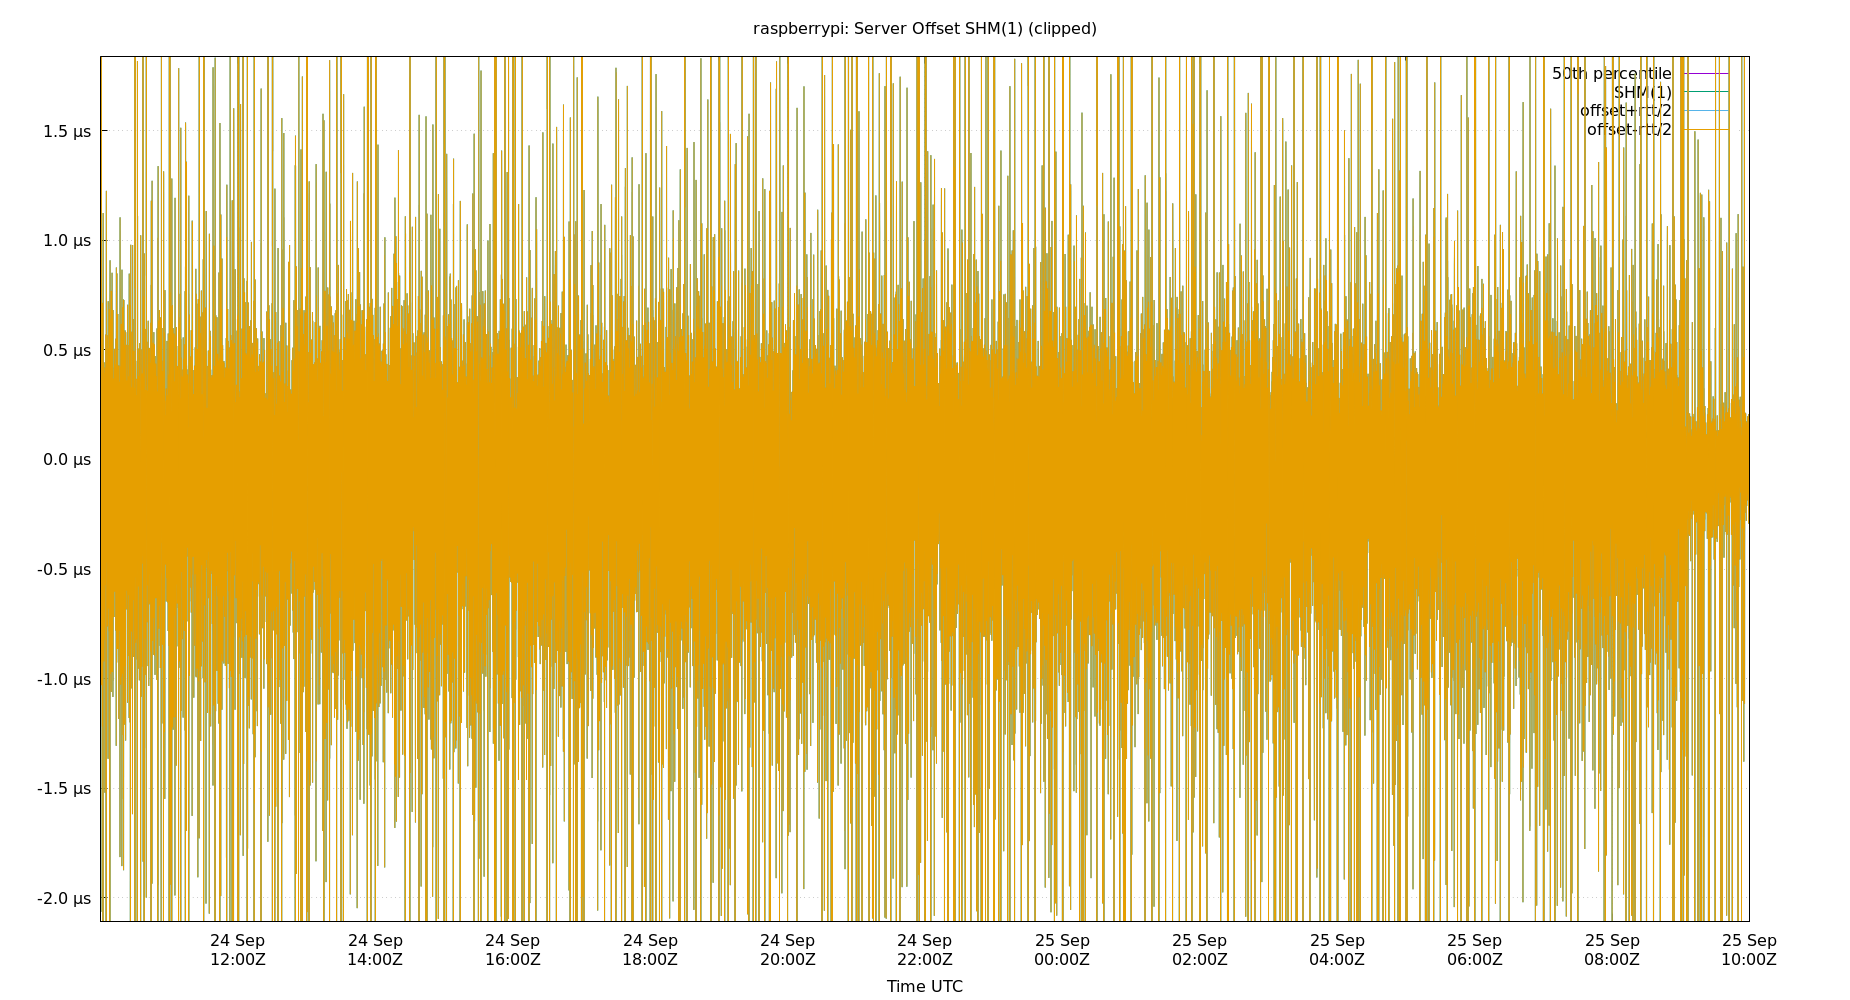 raspberrypi: Server Offset SHM(1) (clipped)
50th percentile
SHM(1)
offset+rtt/2
offset-rtt/2
1.5 µs
1.0 µs
0.5 µs
0.0 µs
-0.5 µs
-1.0 µs
-1.5 µs
-2.0 µs
24 Sep 24 Sep 24 Sep 24 Sep 24 Sep 24 Sep 25 Sep 25 Sep 25 Sep 25 Sep 25 Sep 25 Sep
12:00Z 14:00Z 16:00Z 18:00Z 20:00Z 22:00Z 00:00Z 02:00Z 04:00Z 06:00Z 08:00Z 10:00Z
Time UTC